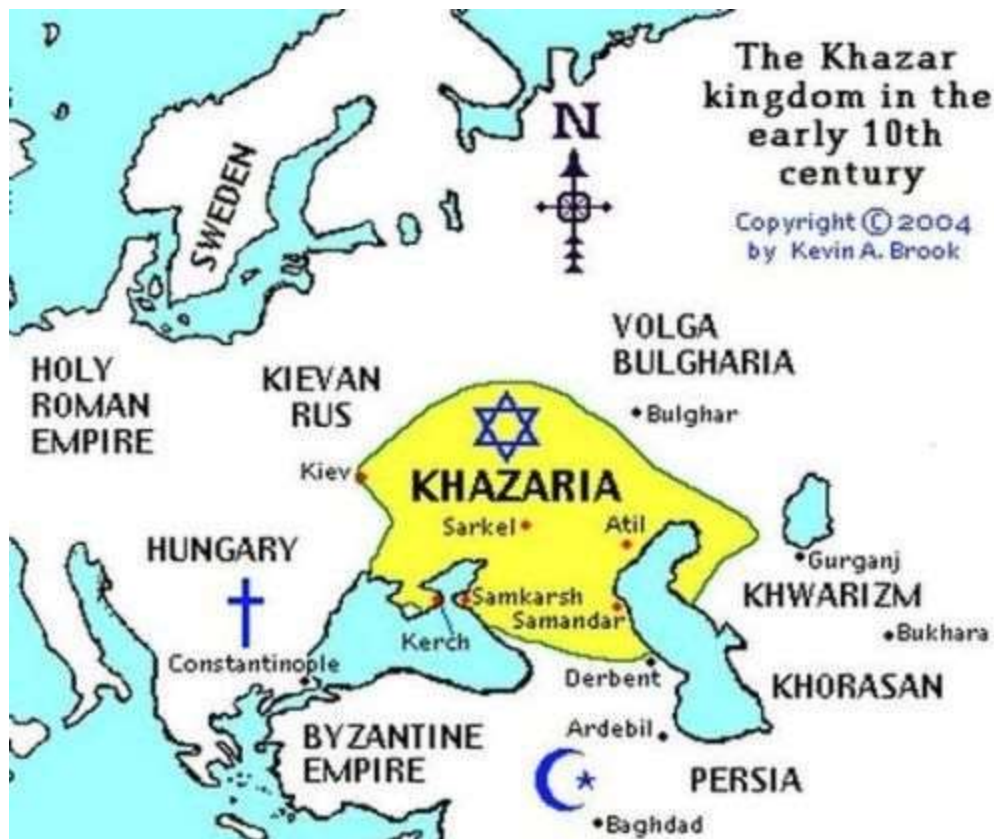 The Khazar
kingdom in the
early 10th
century
Copyright © 2004
by Kevin A. Brook
N
SWEDEN
VOLGA
BULGHARIA
HOLY
ROMAN
EMPIRE
KIEVAN
RUS
Bulghar
Kiev
KHAZARIA
Sarkel
Atil
HUNGARY
Gurganj
KHWARIZM
Samkarsh
Samandar
Kerch
Bukhara
Constantinople
Derbent
KHORASAN
BYZANTINE
EMPIRE
Ardebil
PERSIA
Baghdad